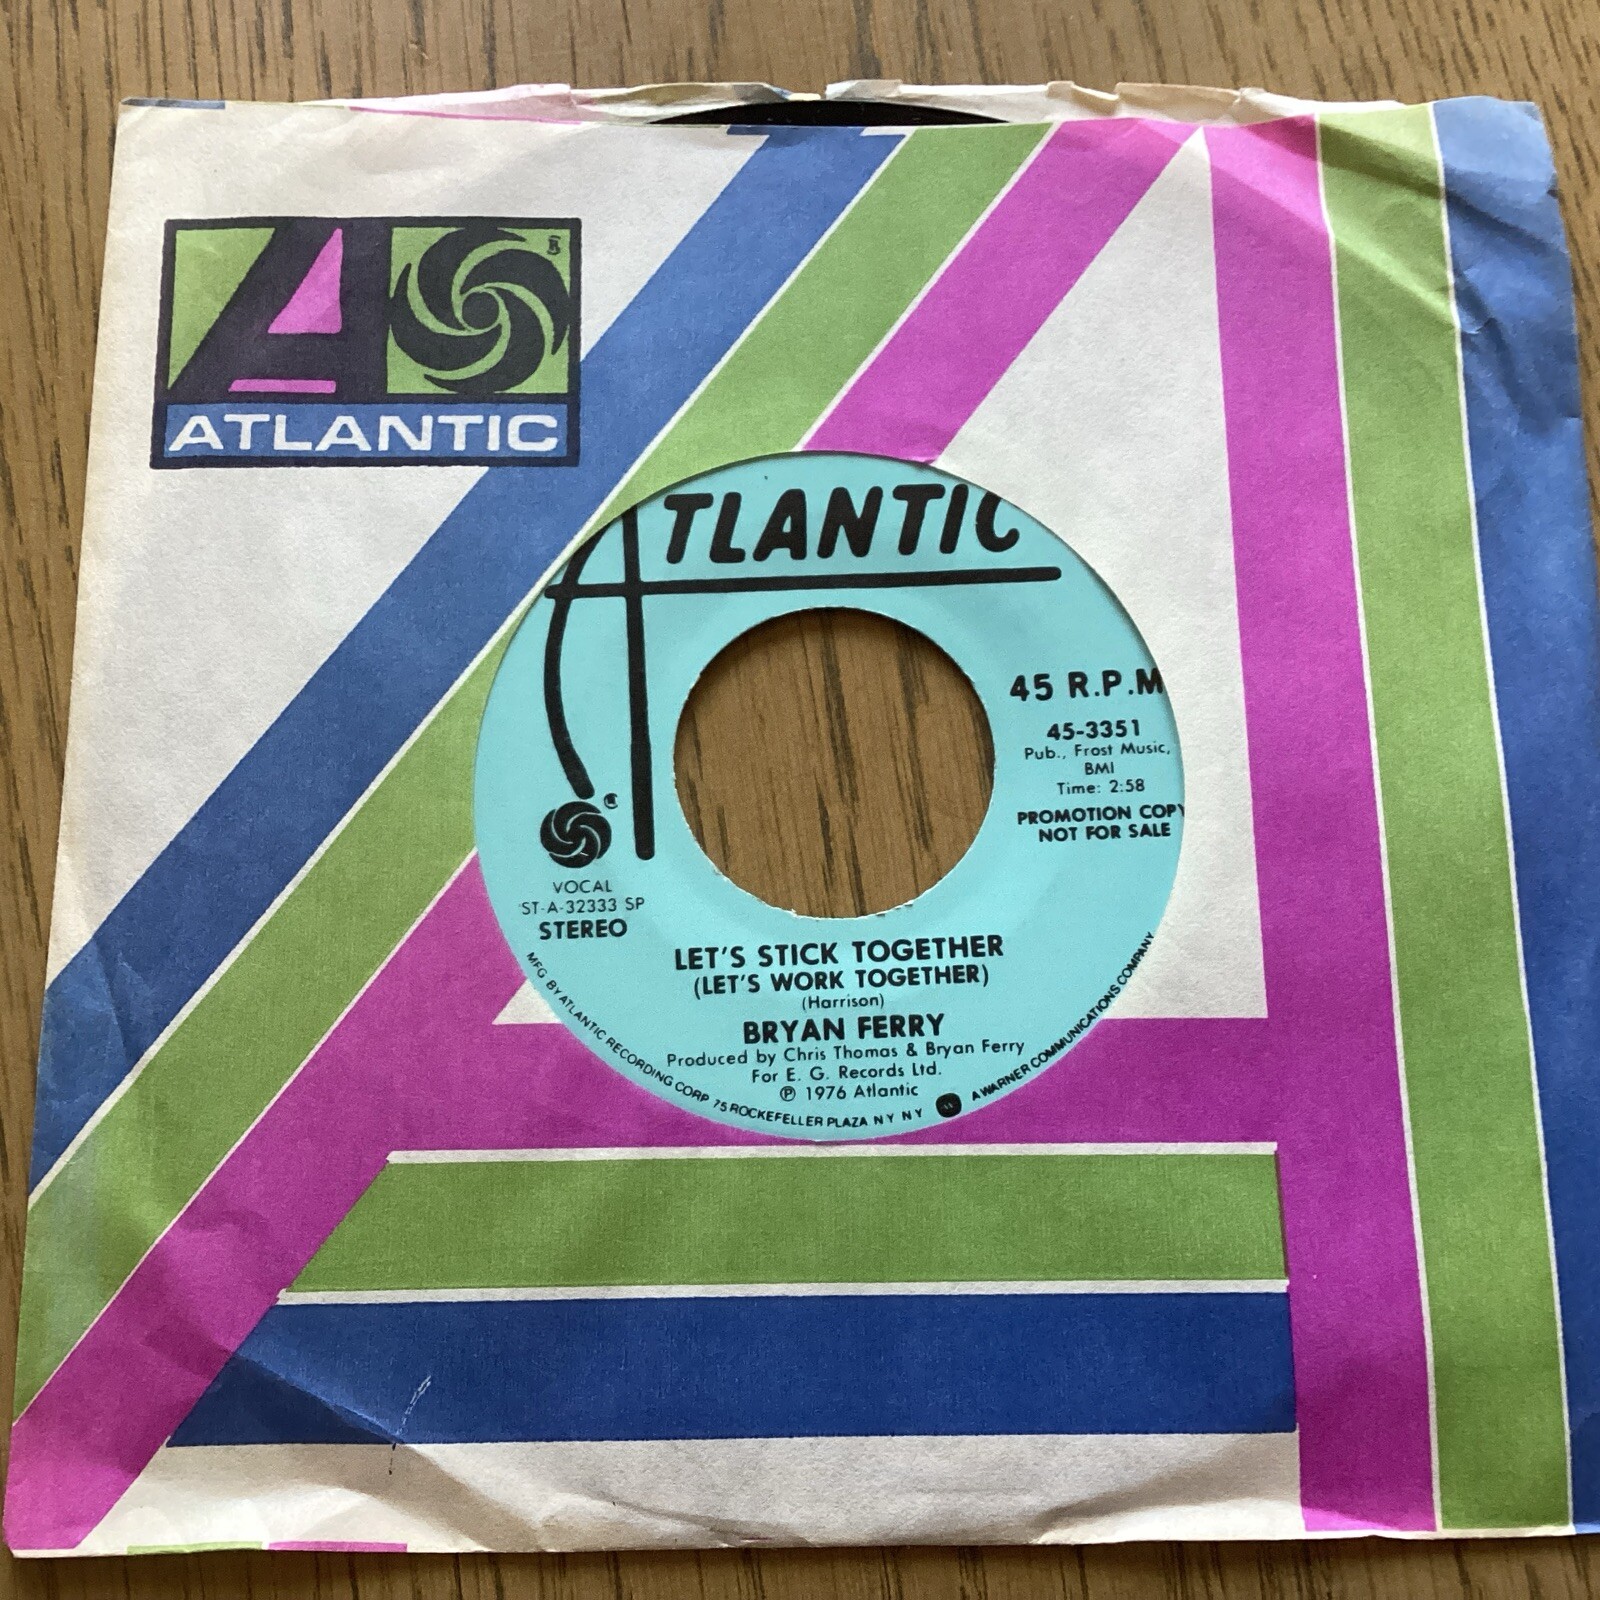 ATLANTIC
ATLANTIC
45 R.P.M
45-3351
Pub., Frost Music,
BMI
Time: 2:58
PROMOTION COPY
NOT FOR SALE
VOCAL
ST-A-32333 SP
STEREO
LET'S STICK TOGETHER
(LET'S WORK TOGETHER)
(Harrison)
BRYAN FERRY
Produced by Chris Thomas & Bryan Ferry
For E. G. Records Ltd.
℗ 1976 Atlantic
MFG BY ATLANTIC RECORDING CORP 75 ROCKEFELLER PLAZA N Y N Y A WARNER COMMUNICATIONS COMPANY